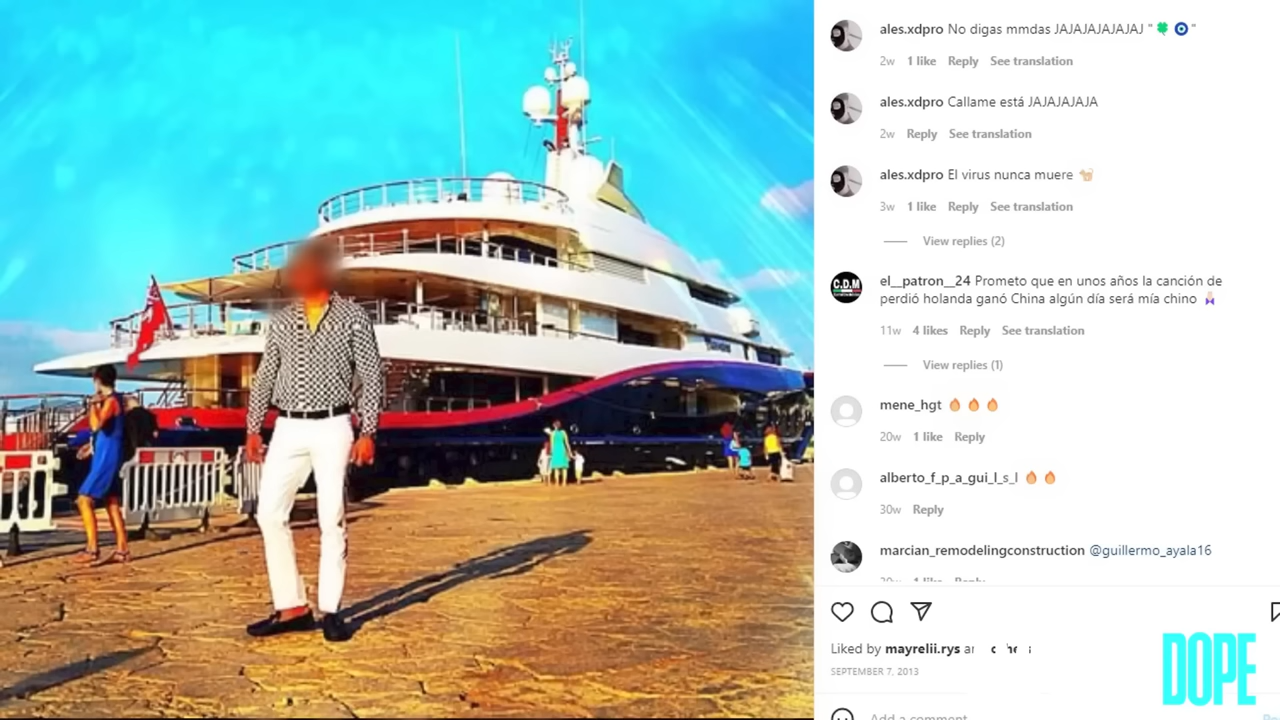 ales.xdpro No digas mmdas JAJAJAJAJAJ "🍀🧿"
2w 1 like Reply See translation
ales.xdpro Callame está JAJAJAJAJA
2w Reply See translation
ales.xdpro El virus nunca muere 🐒
3w 1 like Reply See translation
View replies (2)
C.D.M
el__patron__24 Prometo que en unos años la canción de
perdió holanda ganó China algún día será mía chino
11w 4 likes Reply See translation
View replies (1)
mene_hgt 🔥🔥🔥
20w 1 like Reply
alberto_f_p_a_gui_l_s_l 🔥🔥
30w Reply
marcian_remodelingconstruction @guillermo_ayala16
1 like Reply
Liked by mayrelii.rys
SEPTEMBER 7, 2013
DOPE
Add a comment